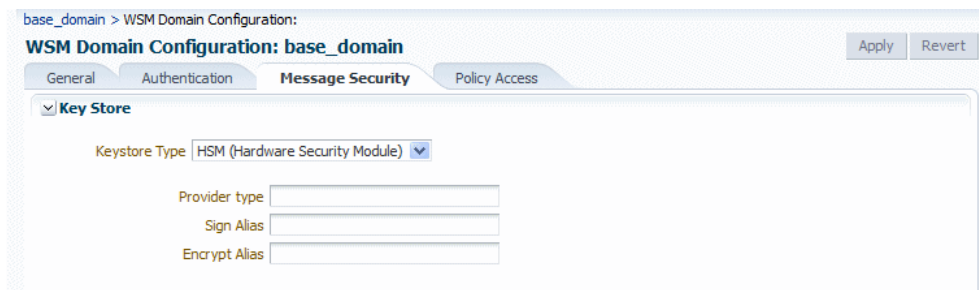 base_domain > WSM Domain Configuration:
WSM Domain Configuration: base_domain
Apply Revert
General Authentication Message Security Policy Access
Key Store
Keystore Type HSM (Hardware Security Module)
Provider type
Sign Alias
Encrypt Alias